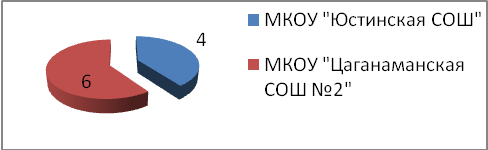 4
6
МКОУ "Юстинская СОШ"
МКОУ "Цаганаманская
СОШ №2"